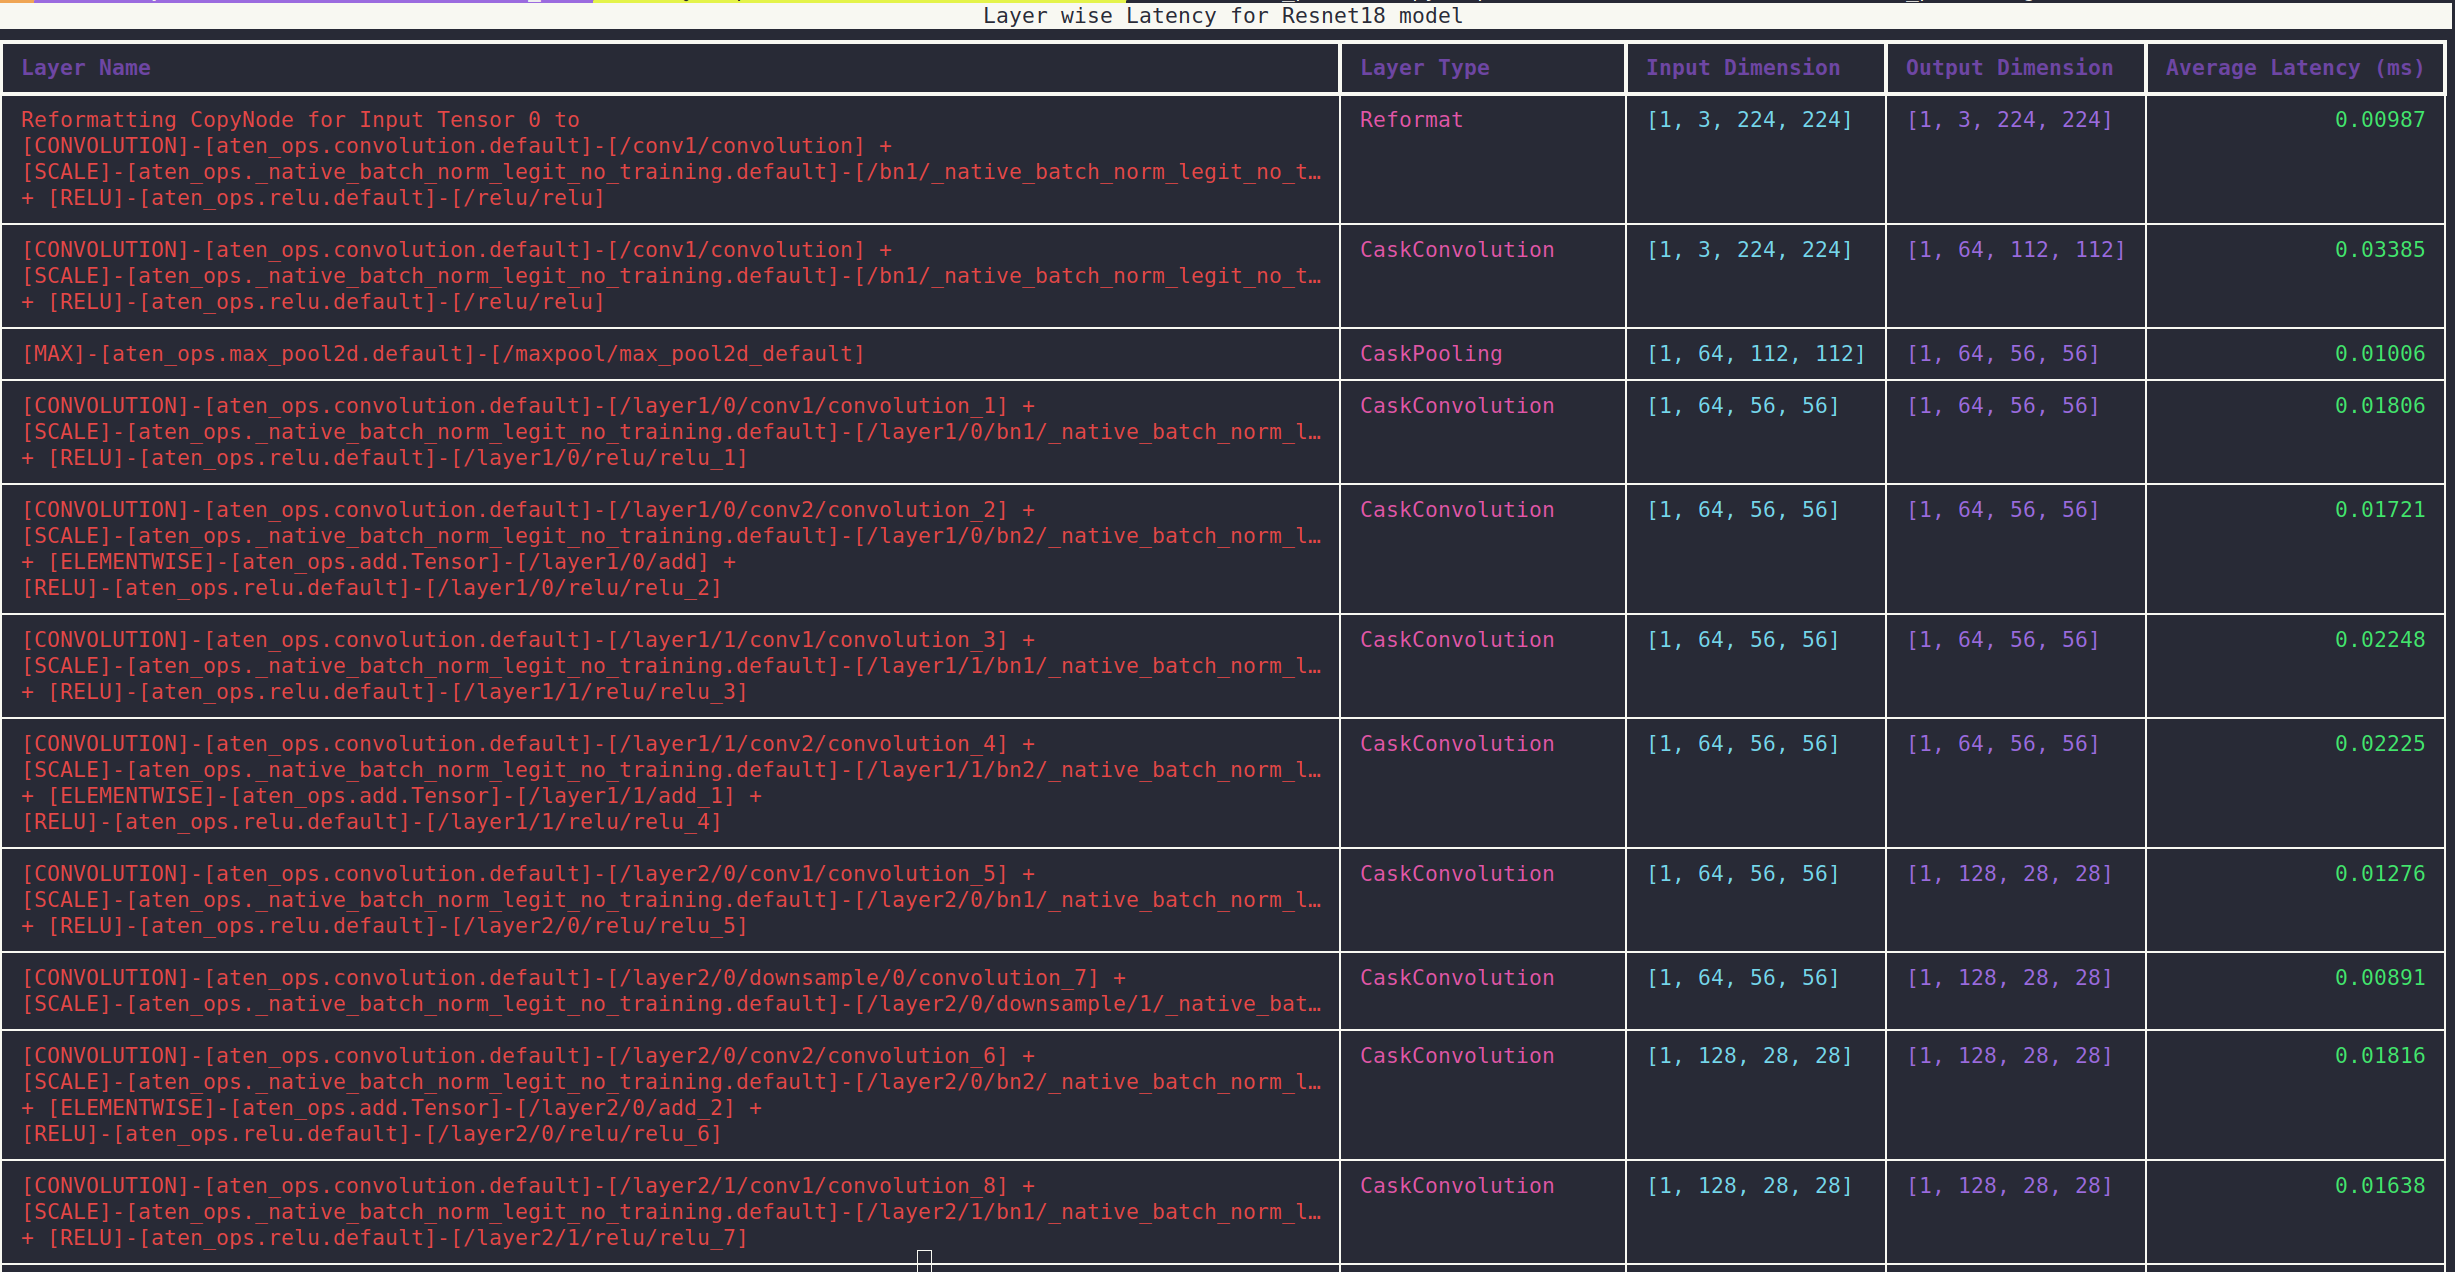 Layer wise Latency for Resnet18 model
Layer Name Layer Type Input Dimension Output Dimension Average Latency (ms)
Reformatting CopyNode for Input Tensor 0 to Reformat [1, 3, 224, 224] [1, 3, 224, 224] 0.00987
[CONVOLUTION]-[aten_ops.convolution.default]-[/conv1/convolution] +
[SCALE]-[aten_ops._native_batch_norm_legit_no_training.default]-[/bn1/_native_batch_norm_legit_no_t…
+ [RELU]-[aten_ops.relu.default]-[/relu/relu]
[CONVOLUTION]-[aten_ops.convolution.default]-[/conv1/convolution] + CaskConvolution [1, 3, 224, 224] [1, 64, 112, 112] 0.03385
[SCALE]-[aten_ops._native_batch_norm_legit_no_training.default]-[/bn1/_native_batch_norm_legit_no_t…
+ [RELU]-[aten_ops.relu.default]-[/relu/relu]
[MAX]-[aten_ops.max_pool2d.default]-[/maxpool/max_pool2d_default] CaskPooling [1, 64, 112, 112] [1, 64, 56, 56] 0.01006
[CONVOLUTION]-[aten_ops.convolution.default]-[/layer1/0/conv1/convolution_1] + CaskConvolution [1, 64, 56, 56] [1, 64, 56, 56] 0.01806
[SCALE]-[aten_ops._native_batch_norm_legit_no_training.default]-[/layer1/0/bn1/_native_batch_norm_l…
+ [RELU]-[aten_ops.relu.default]-[/layer1/0/relu/relu_1]
[CONVOLUTION]-[aten_ops.convolution.default]-[/layer1/0/conv2/convolution_2] + CaskConvolution [1, 64, 56, 56] [1, 64, 56, 56] 0.01721
[SCALE]-[aten_ops._native_batch_norm_legit_no_training.default]-[/layer1/0/bn2/_native_batch_norm_l…
+ [ELEMENTWISE]-[aten_ops.add.Tensor]-[/layer1/0/add] +
[RELU]-[aten_ops.relu.default]-[/layer1/0/relu/relu_2]
[CONVOLUTION]-[aten_ops.convolution.default]-[/layer1/1/conv1/convolution_3] + CaskConvolution [1, 64, 56, 56] [1, 64, 56, 56] 0.02248
[SCALE]-[aten_ops._native_batch_norm_legit_no_training.default]-[/layer1/1/bn1/_native_batch_norm_l…
+ [RELU]-[aten_ops.relu.default]-[/layer1/1/relu/relu_3]
[CONVOLUTION]-[aten_ops.convolution.default]-[/layer1/1/conv2/convolution_4] + CaskConvolution [1, 64, 56, 56] [1, 64, 56, 56] 0.02225
[SCALE]-[aten_ops._native_batch_norm_legit_no_training.default]-[/layer1/1/bn2/_native_batch_norm_l…
+ [ELEMENTWISE]-[aten_ops.add.Tensor]-[/layer1/1/add_1] +
[RELU]-[aten_ops.relu.default]-[/layer1/1/relu/relu_4]
[CONVOLUTION]-[aten_ops.convolution.default]-[/layer2/0/conv1/convolution_5] + CaskConvolution [1, 64, 56, 56] [1, 128, 28, 28] 0.01276
[SCALE]-[aten_ops._native_batch_norm_legit_no_training.default]-[/layer2/0/bn1/_native_batch_norm_l…
+ [RELU]-[aten_ops.relu.default]-[/layer2/0/relu/relu_5]
[CONVOLUTION]-[aten_ops.convolution.default]-[/layer2/0/downsample/0/convolution_7] + CaskConvolution [1, 64, 56, 56] [1, 128, 28, 28] 0.00891
[SCALE]-[aten_ops._native_batch_norm_legit_no_training.default]-[/layer2/0/downsample/1/_native_bat…
[CONVOLUTION]-[aten_ops.convolution.default]-[/layer2/0/conv2/convolution_6] + CaskConvolution [1, 128, 28, 28] [1, 128, 28, 28] 0.01816
[SCALE]-[aten_ops._native_batch_norm_legit_no_training.default]-[/layer2/0/bn2/_native_batch_norm_l…
+ [ELEMENTWISE]-[aten_ops.add.Tensor]-[/layer2/0/add_2] +
[RELU]-[aten_ops.relu.default]-[/layer2/0/relu/relu_6]
[CONVOLUTION]-[aten_ops.convolution.default]-[/layer2/1/conv1/convolution_8] + CaskConvolution [1, 128, 28, 28] [1, 128, 28, 28] 0.01638
[SCALE]-[aten_ops._native_batch_norm_legit_no_training.default]-[/layer2/1/bn1/_native_batch_norm_l…
+ [RELU]-[aten_ops.relu.default]-[/layer2/1/relu/relu_7]